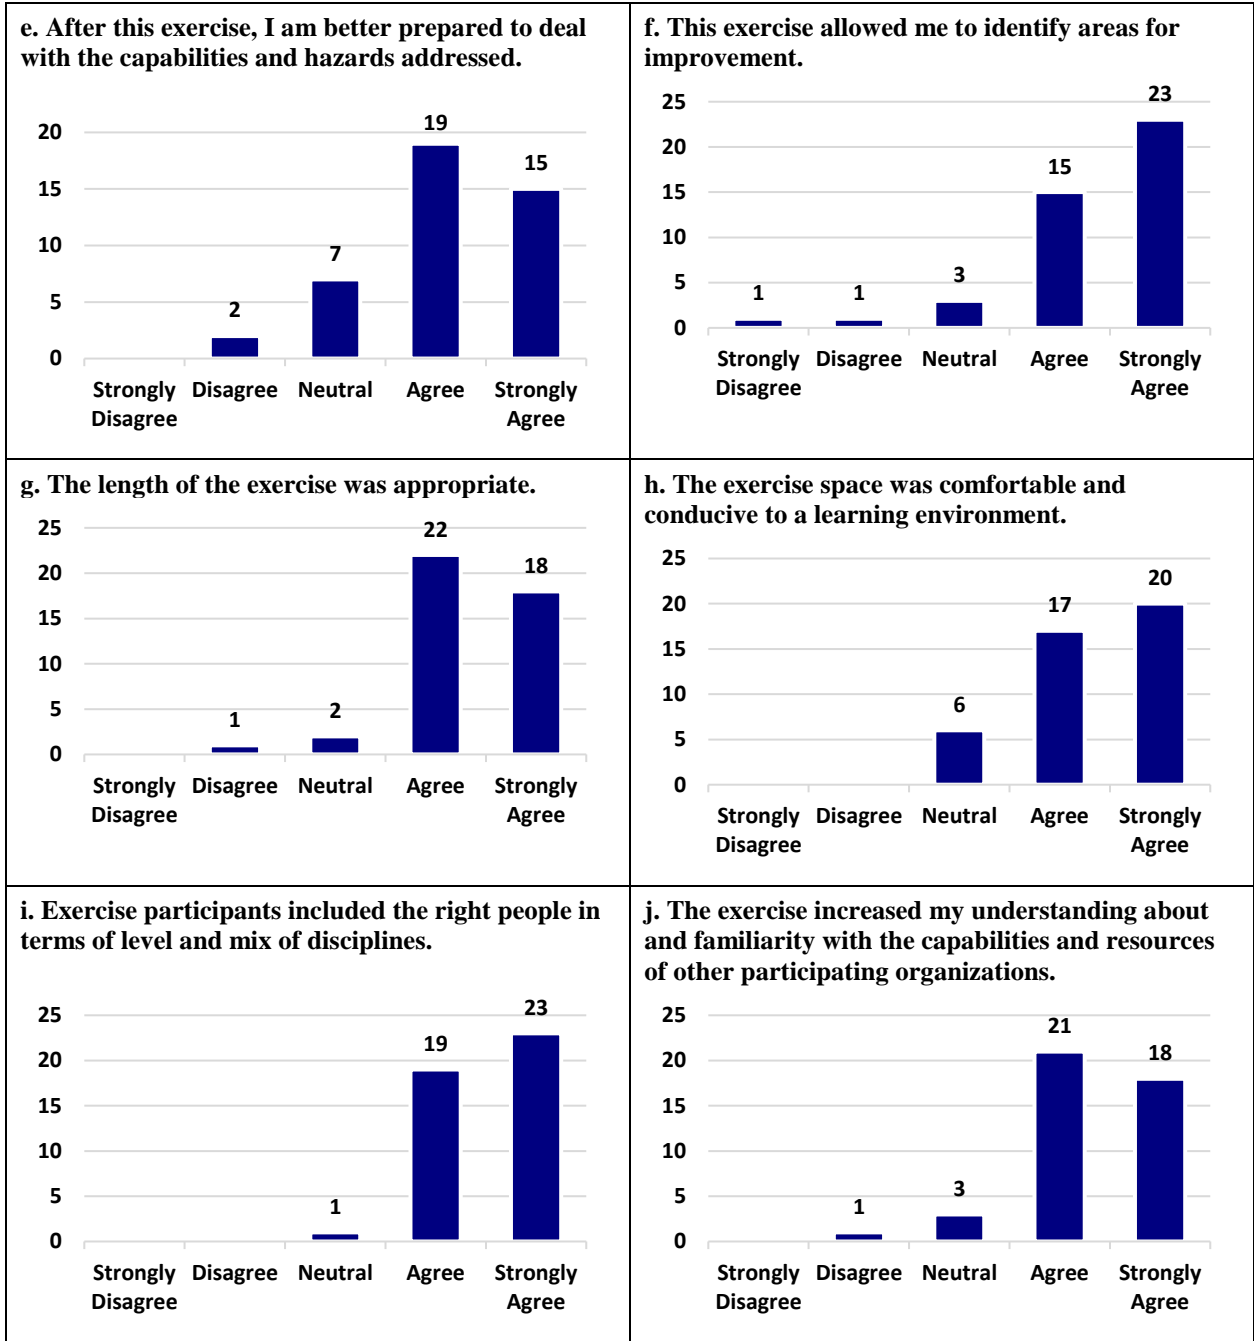 e. After this exercise, I am better prepared to deal
with the capabilities and hazards addressed.
20
15
10
5
0
2
7
19
15
Strongly Disagree Neutral Agree Strongly
Disagree Agree
f. This exercise allowed me to identify areas for
improvement.
25
20
15
10
5
0
1
1
3
15
23
Strongly Disagree Neutral Agree Strongly
Disagree Agree
g. The length of the exercise was appropriate.
25
20
15
10
5
0
1
2
22
18
Strongly Disagree Neutral Agree Strongly
Disagree Agree
h. The exercise space was comfortable and
conducive to a learning environment.
25
20
15
10
5
0
6
17
20
Strongly Disagree Neutral Agree Strongly
Disagree Agree
i. Exercise participants included the right people in
terms of level and mix of disciplines.
25
20
15
10
5
0
1
19
23
Strongly Disagree Neutral Agree Strongly
Disagree Agree
j. The exercise increased my understanding about
and familiarity with the capabilities and resources
of other participating organizations.
25
20
15
10
5
0
1
3
21
18
Strongly Disagree Neutral Agree Strongly
Disagree Agree